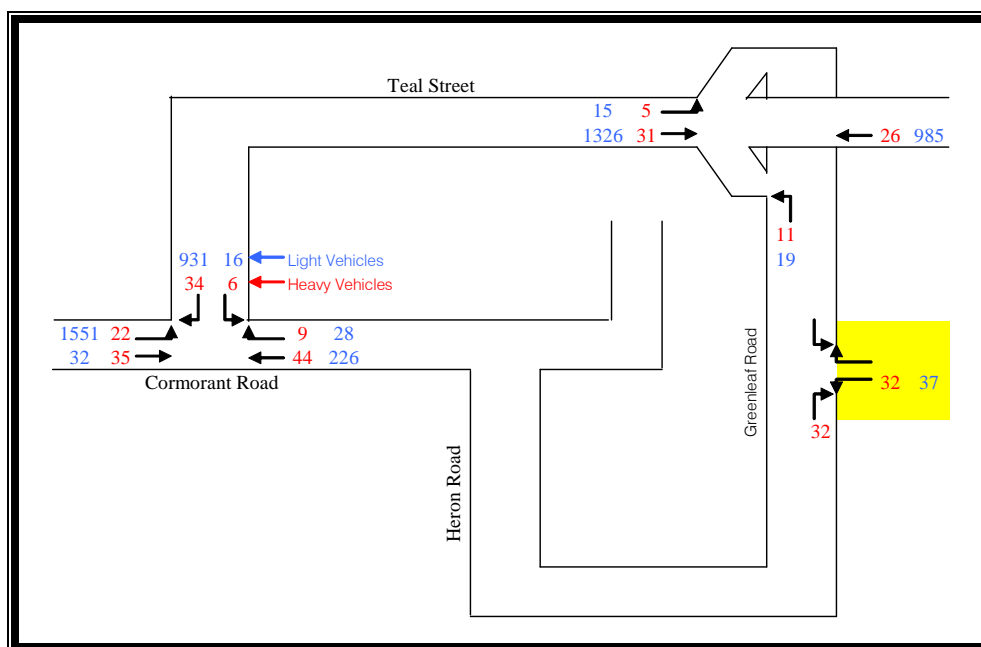 Teal Street
15 5
1326 31
26 985
11
19
931 16 Light Vehicles
34 6 Heavy Vehicles
1551 22
32 35
9 28
44 226
Cormorant Road
Heron Road
Greenleaf Road
32 37
32